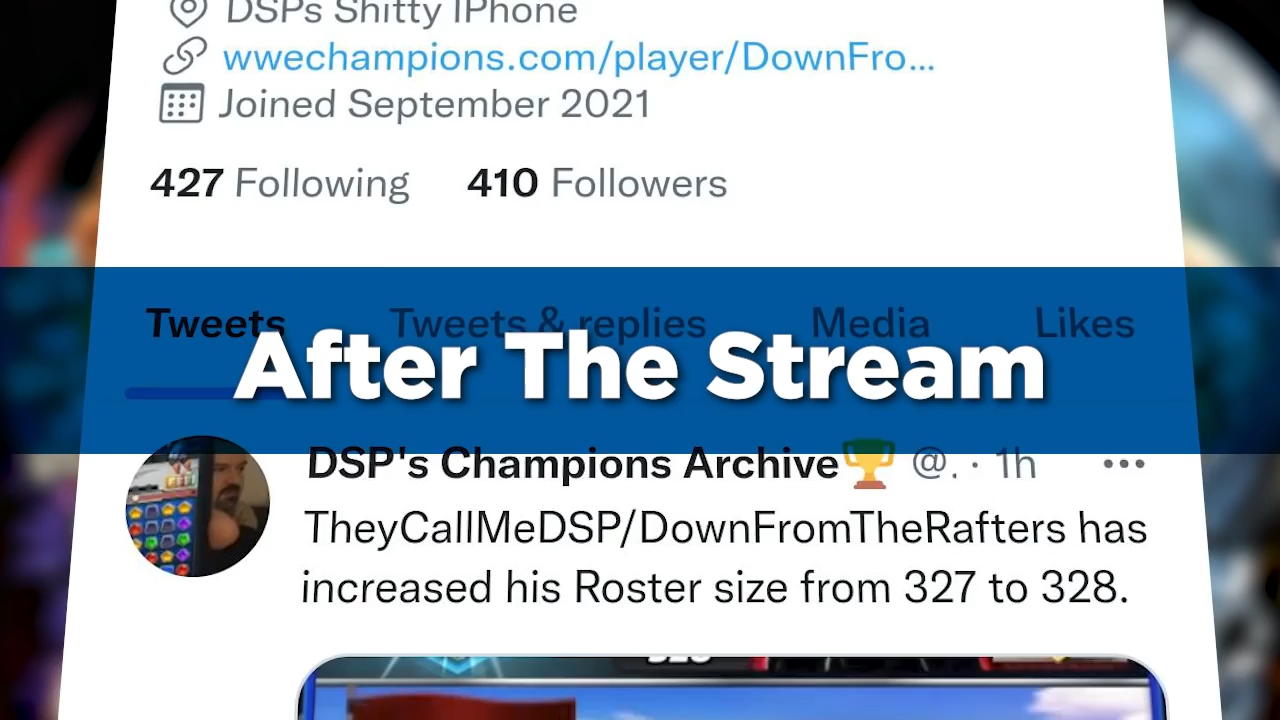 DSPs Shitty IPhone
wwechampions.com/player/DownFro...
Joined September 2021
427 Following 410 Followers
Tweets Tweets & replies Media Likes
After The Stream
DSP's Champions Archive🏆 @. · 1h ...
TheyCallMeDSP/DownFromTheRafters has
increased his Roster size from 327 to 328.